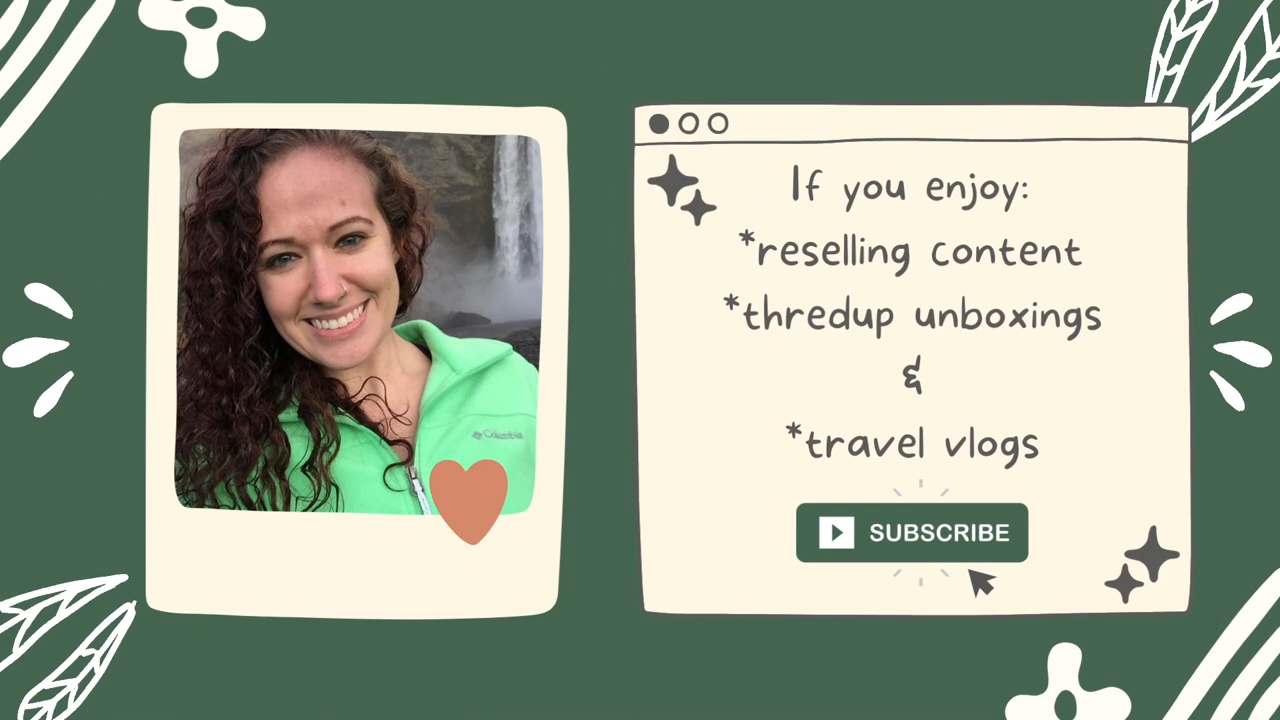 Columbia
If you enjoy:
*reselling content
*thredup unboxings
&
*travel vlogs
SUBSCRIBE